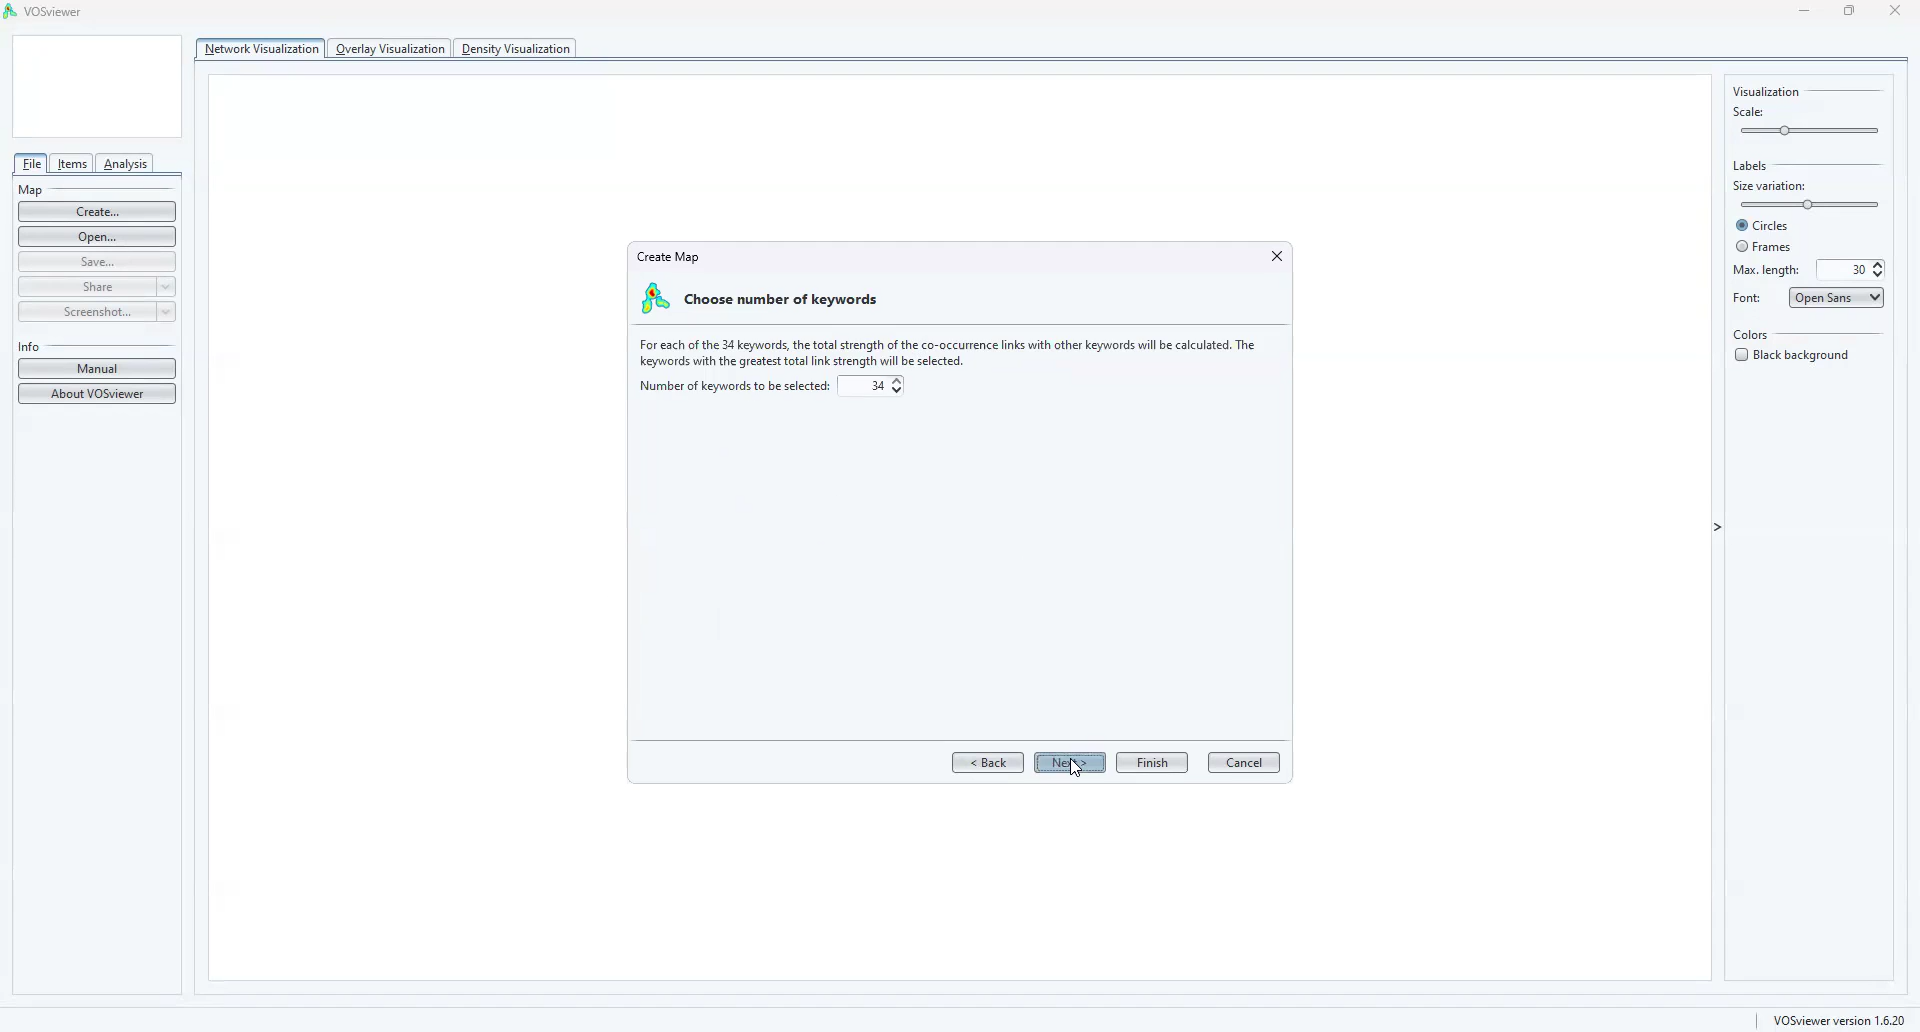 VOSviewer
Network Visualization
Overlay Visualization
Density Visualization
File
Items
Analysis
Map
Create...
Open...
Save...
Share
Screenshot...
Info
Manual
About VOSviewer
Create Map
Choose number of keywords
For each of the 34 keywords, the total strength of the co-occurrence links with other keywords will be calculated. The
keywords with the greatest total link strength will be selected.
Number of keywords to be selected: 34
< Back
Finish
Cancel
>
Visualization
Scale:
Labels
Size variation:
Circles
Frames
Max. length: 30
Font: Open Sans
Colors
Black background
VOSviewer version 1.6.20